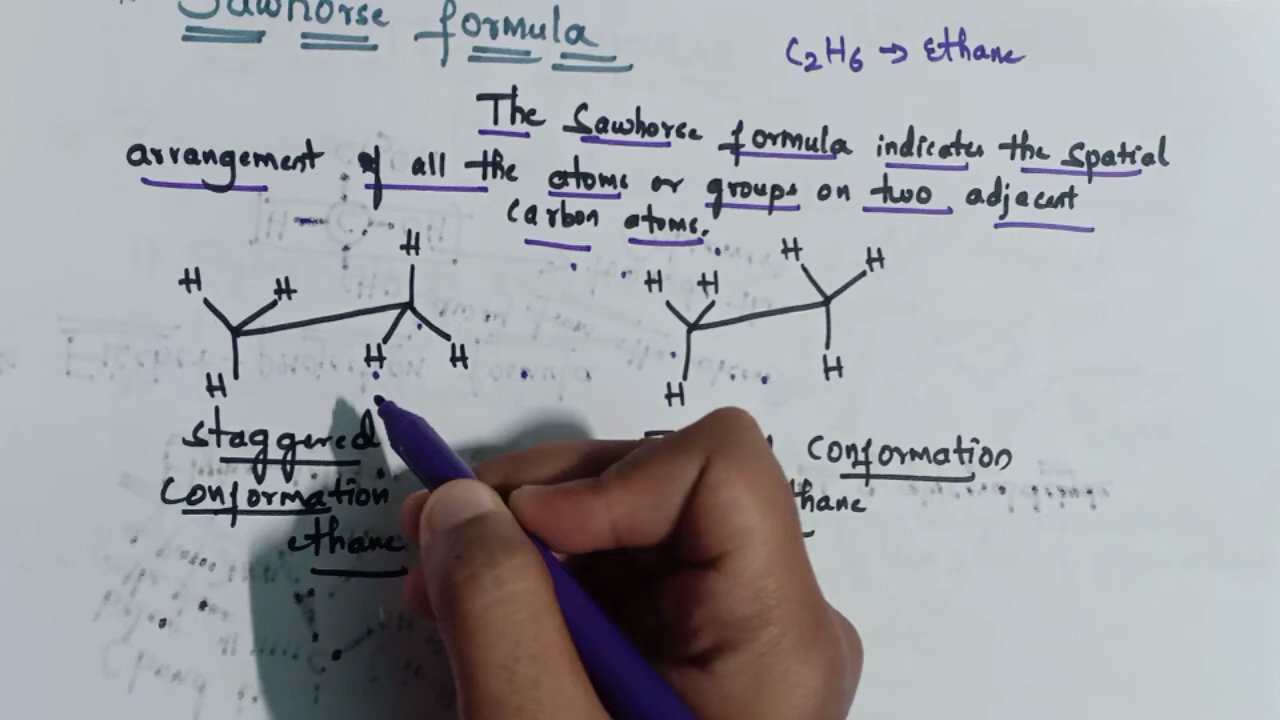 Sawhorse formula
C2H6 → Ethane
The Sawhorse formula indicates the spatial
arrangement of all the atoms or groups on two adjacent
carbon atoms.
H H H H H H
H H H H H H
staggered
conformation
ethane
conformation
thane